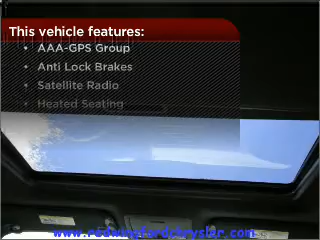 This vehicle features:
• AAA-GPS Group
• Anti Lock Brakes
• Satellite Radio
• Heated Seating
www.redwingfordchrysler.com